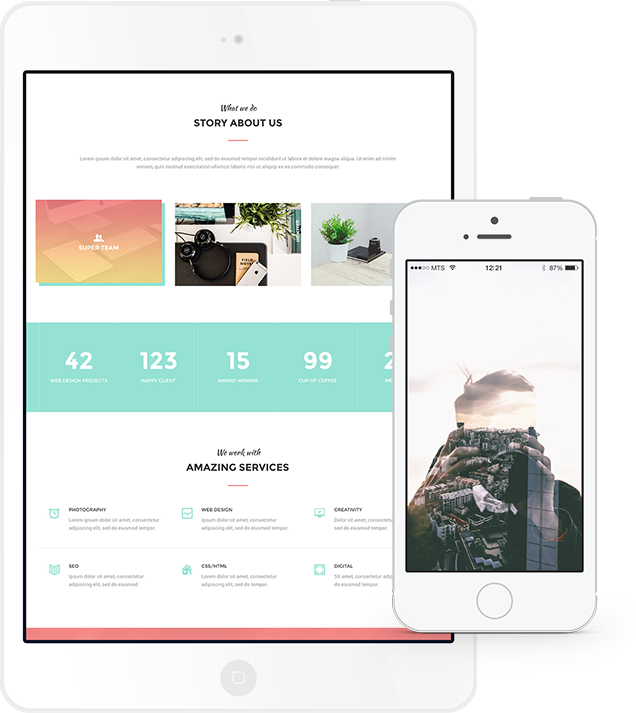 What we do
STORY ABOUT US
Lorem ipsum dolor sit amet, consectetur adipiscing elit, sed do eiusmod tempor incididunt ut labore et dolore magna aliqua. Ut enim ad minim
veniam, quis nostrud exercitation ullamco laboris nisi ut aliquip ex ea commodo consequat.
SUPER TEAM
FIELD NOTES
42 123 15 99 2
WEB DESIGN PROJECTS HAPPY CLIENT AWARD WINNER CUP OF COFFEE ME
We work with
AMAZING SERVICES
PHOTOGRAPHY
Lorem ipsum dolor sit amet, consectetur
adipiscing elit, sed do eiusmod tempor.
WEB DESIGN
Lorem ipsum dolor sit amet, consectetur
adipiscing elit, sed do eiusmod tempor.
CREATIVITY
Lorem ipsum dolor sit
adipiscing elit, sed do
SEO
Ipsum dolor sit amet, consectetur
adipiscing elit, sed do eiusmod.
CSS/HTML
Lorem ipsum dolor sit amet, consectetur
adipiscing elit, sed do eiusmod tempor.
DIGITAL
Sit amet, consectetur
elit, sed do eiusmod
MTS 12:21 87%